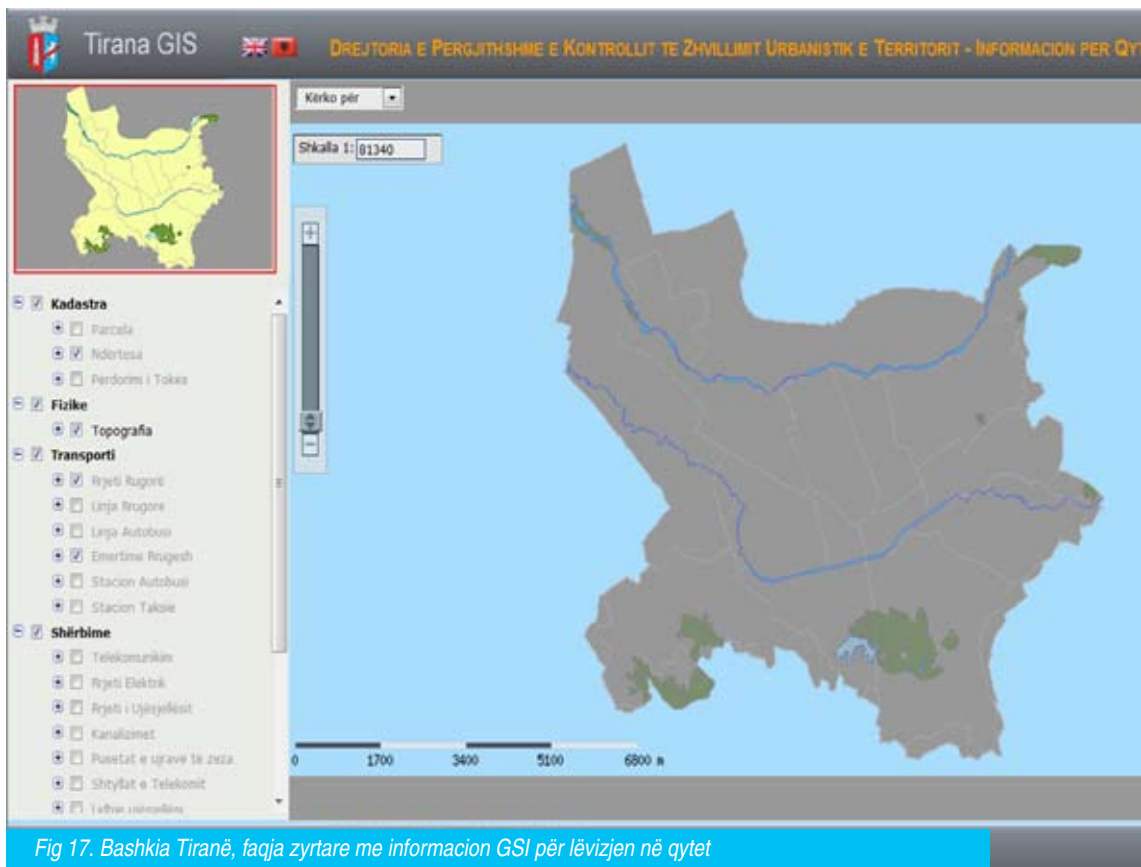 Tirana GIS
DREJTORIA E PERGJITHSHME E KONTROLLIT TE ZHVILLIMIT URBANISTIK E TERRITORIT - INFORMACION PER QYT
Kërko për
Shkalla 1: 81340
Kadastra
Parcela
Ndertesa
Perdorimi i Tokes
Fizike
Topografia
Transporti
Rrjeti Rugore
Linja Rrugore
Linja Autobusi
Emertime Rrugesh
Stacion Autobusi
Stacion Taksie
Shërbime
Telekomunikim
Rrjeti Elektrik
Rrjeti i Ujësjellësit
Kanalizimet
Pusetat e ujrave të zeza
Shtyllat e Telekomit
0 1700 3400 5100 6800 m
Fig 17. Bashkia Tiranë, faqja zyrtare me informacion GSI për lëvizjen në qytet